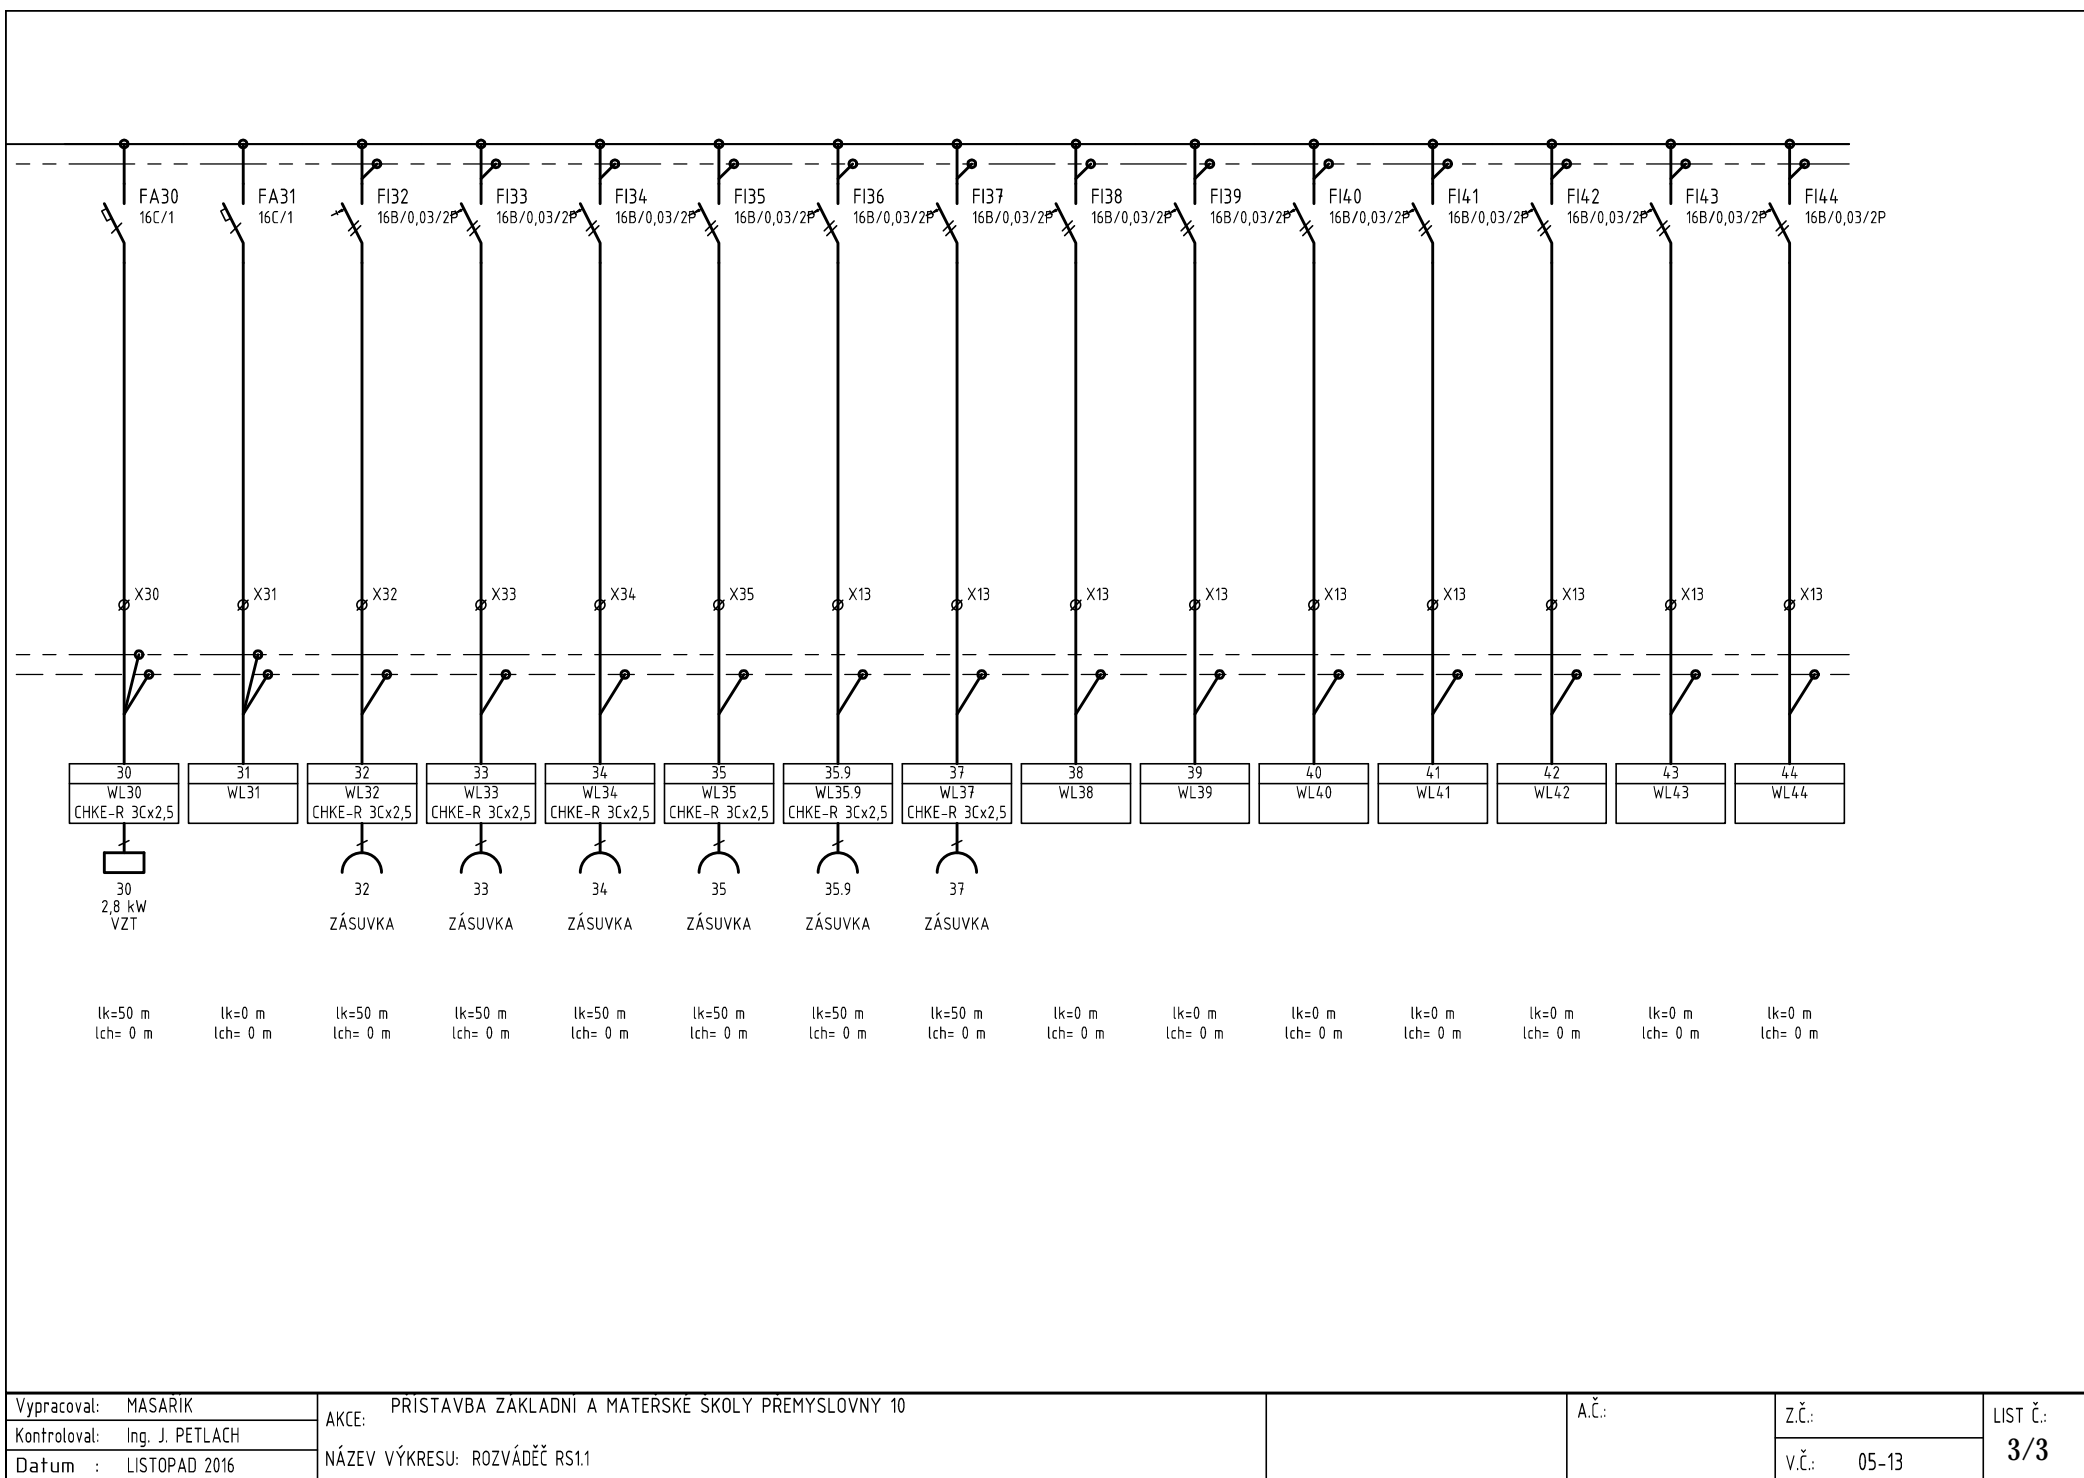 FA30 FA31 FI32 FI33 FI34 FI35 FI36 FI37 FI38 FI39 FI40 FI41 FI42 FI43 FI44
16C/1 16C/1 16B/0,03/2P 16B/0,03/2P 16B/0,03/2P 16B/0,03/2P 16B/0,03/2P 16B/0,03/2P 16B/0,03/2P 16B/0,03/2P 16B/0,03/2P 16B/0,03/2P 16B/0,03/2P 16B/0,03/2P 16B/0,03/2P
X30 X31 X32 X33 X34 X35 X13 X13 X13 X13 X13 X13 X13 X13 X13
30 31 32 33 34 35 35.9 37 38 39 40 41 42 43 44
WL30 WL31 WL32 WL33 WL34 WL35 WL35.9 WL37 WL38 WL39 WL40 WL41 WL42 WL43 WL44
CHKE-R 3Cx2,5 CHKE-R 3Cx2,5 CHKE-R 3Cx2,5 CHKE-R 3Cx2,5 CHKE-R 3Cx2,5 CHKE-R 3Cx2,5 CHKE-R 3Cx2,5
30 32 33 34 35 35.9 37
2,8 kW
VZT ZÁSUVKA ZÁSUVKA ZÁSUVKA ZÁSUVKA ZÁSUVKA ZÁSUVKA
lk=50 m lk=0 m lk=50 m lk=50 m lk=50 m lk=50 m lk=50 m lk=50 m lk=0 m lk=0 m lk=0 m lk=0 m lk=0 m lk=0 m lk=0 m
lch= 0 m lch= 0 m lch= 0 m lch= 0 m lch= 0 m lch= 0 m lch= 0 m lch= 0 m lch= 0 m lch= 0 m lch= 0 m lch= 0 m lch= 0 m lch= 0 m lch= 0 m
Vypracoval: MASAŘÍK
Kontroloval: Ing. J. PETLACH
Datum : LISTOPAD 2016
AKCE: PŘÍSTAVBA ZÁKLADNÍ A MATEŘSKÉ ŠKOLY PŘEMYSLOVNY 10
NÁZEV VÝKRESU: ROZVÁDĚČ RS1.1
A.Č.:
Z.Č.:
V.Č.: 05-13
LIST Č.:
3/3